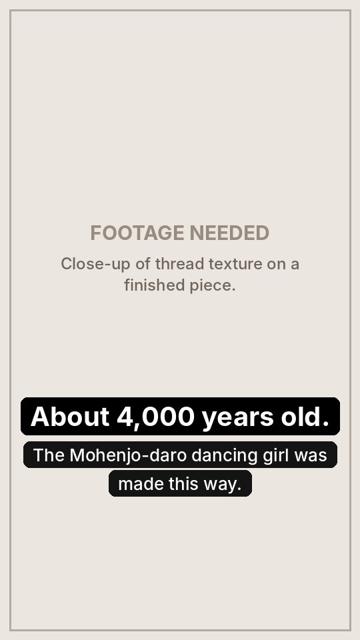 FOOTAGE NEEDED
Close-up of thread texture on a
finished piece.
About 4,000 years old.
The Mohenjo-daro dancing girl was
made this way.